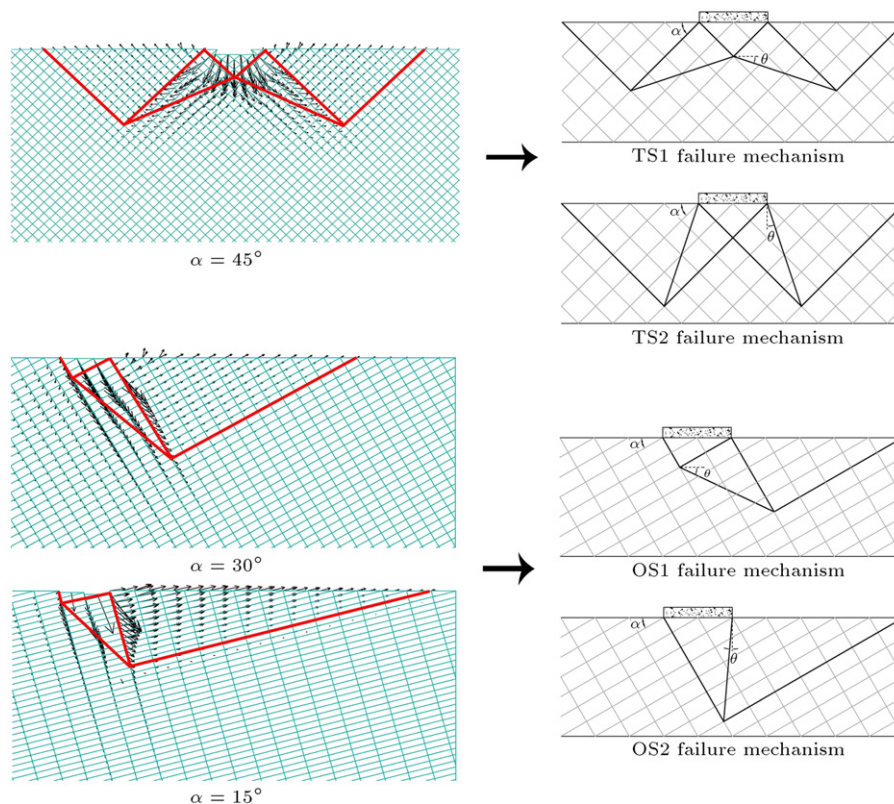 α = 45°
α = 30°
α = 15°
α
θ
TS1 failure mechanism
α
θ
TS2 failure mechanism
α
θ
OS1 failure mechanism
α
θ
OS2 failure mechanism